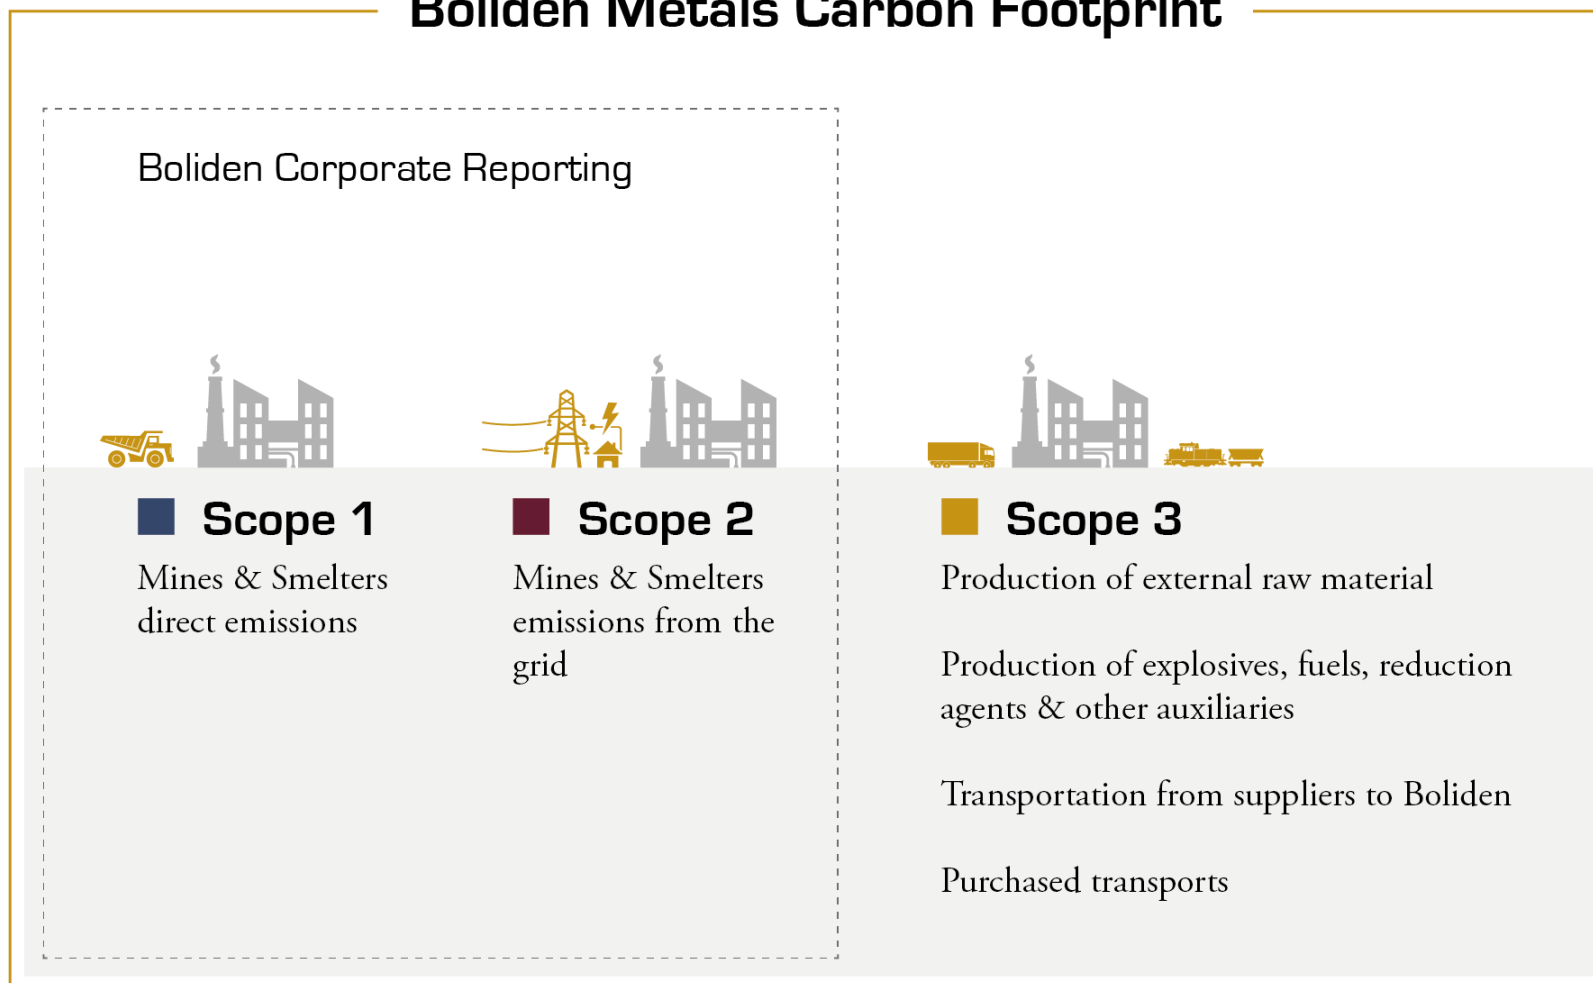 Boliden Metals Carbon Footprint
Boliden Corporate Reporting
Scope 1
Mines & Smelters
direct emissions
Scope 2
Mines & Smelters
emissions from the
grid
Scope 3
Production of external raw material
Production of explosives, fuels, reduction
agents & other auxiliaries
Transportation from suppliers to Boliden
Purchased transports